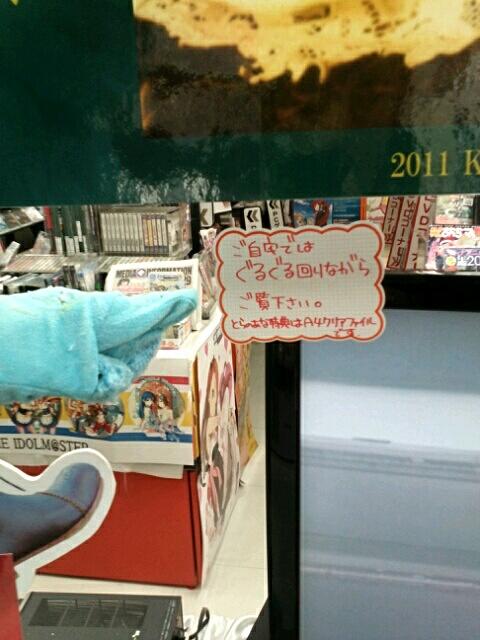 2011 K
MEDIA INFORMATION
ご自宅では
ぐるぐる回りながら
ご覧下さい。
とらのあな特典はA4クリアファイル
です
THE IDOLM@STER